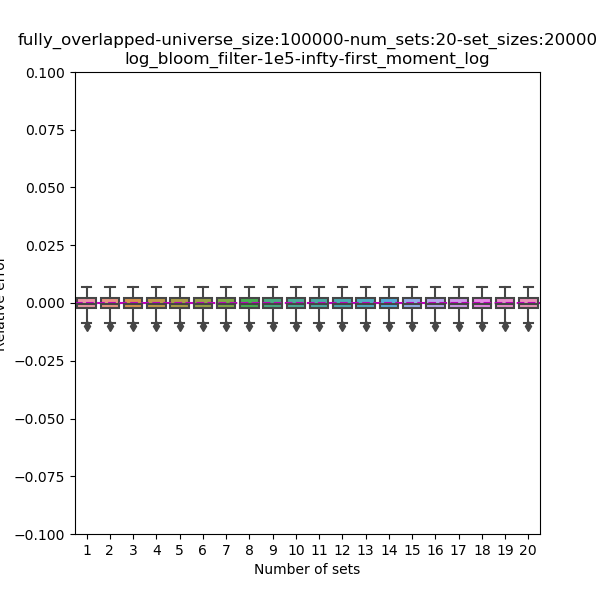 fully_overlapped-universe_size:100000-num_sets:20-set_sizes:20000
log_bloom_filter-1e5-infty-first_moment_log
0.100
0.075
0.050
0.025
0.000
−0.025
−0.050
−0.075
−0.100
1 2 3 4 5 6 7 8 9 10 11 12 13 14 15 16 17 18 19 20
Number of sets